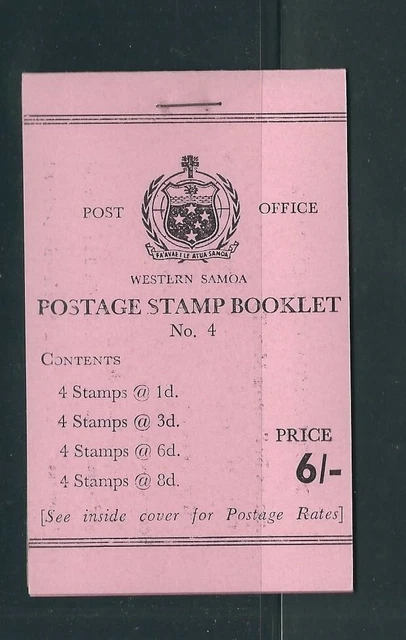 POST OFFICE
FA'AVAE I LE ATUA SAMOA
WESTERN SAMOA
POSTAGE STAMP BOOKLET
No. 4
CONTENTS
4 Stamps @ 1d.
4 Stamps @ 3d.
4 Stamps @ 6d.
4 Stamps @ 8d.
PRICE
6/-
[See inside cover for Postage Rates]